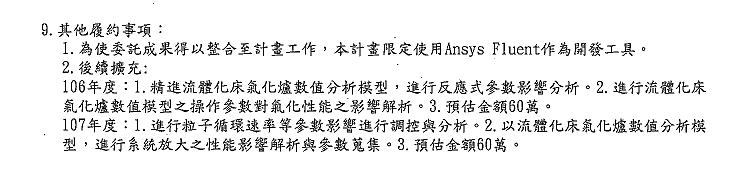 9. 其他履約事項：
1. 為使委託成果得以整合至計畫工作，本計畫限定使用Ansys Fluent作為開發工具。
2. 後續擴充:
106年度：1. 精進流體化床氣化爐數值分析模型，進行反應式參數影響分析。2. 進行流體化床
氣化爐數值模型之操作參數對氣化性能之影響解析。3. 預估金額60萬。
107年度：1. 進行粒子循環速率等參數影響進行調控與分析。2. 以流體化床氣化爐數值分析模
型，進行系統放大之性能影響解析與參數蒐集。3. 預估金額60萬。